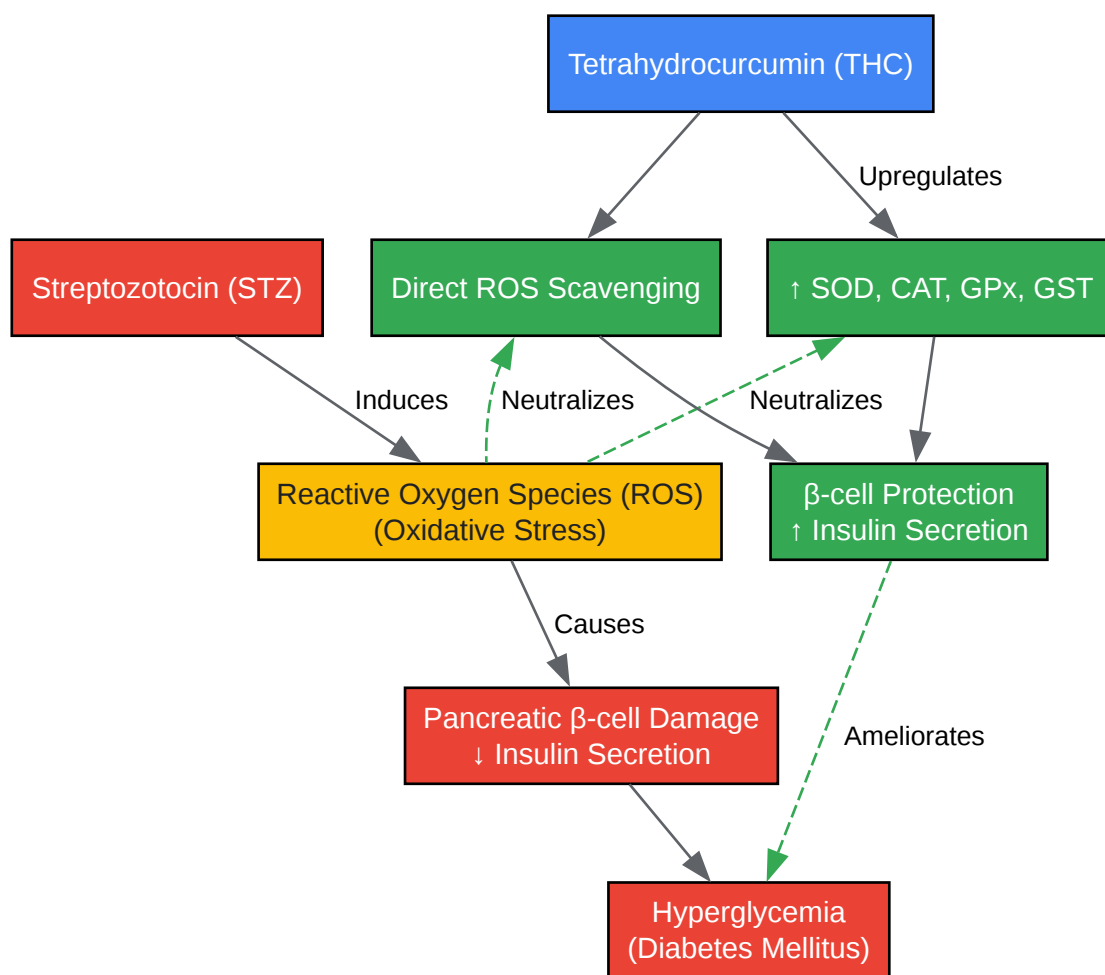 Tetrahydrocurcumin (THC)
Upregulates
Streptozotocin (STZ)
Direct ROS Scavenging
↑ SOD, CAT, GPx, GST
Induces
Neutralizes
Neutralizes
Reactive Oxygen Species (ROS)
(Oxidative Stress)
β-cell Protection
↑ Insulin Secretion
Causes
Pancreatic β-cell Damage
↓ Insulin Secretion
Ameliorates
Hyperglycemia
(Diabetes Mellitus)